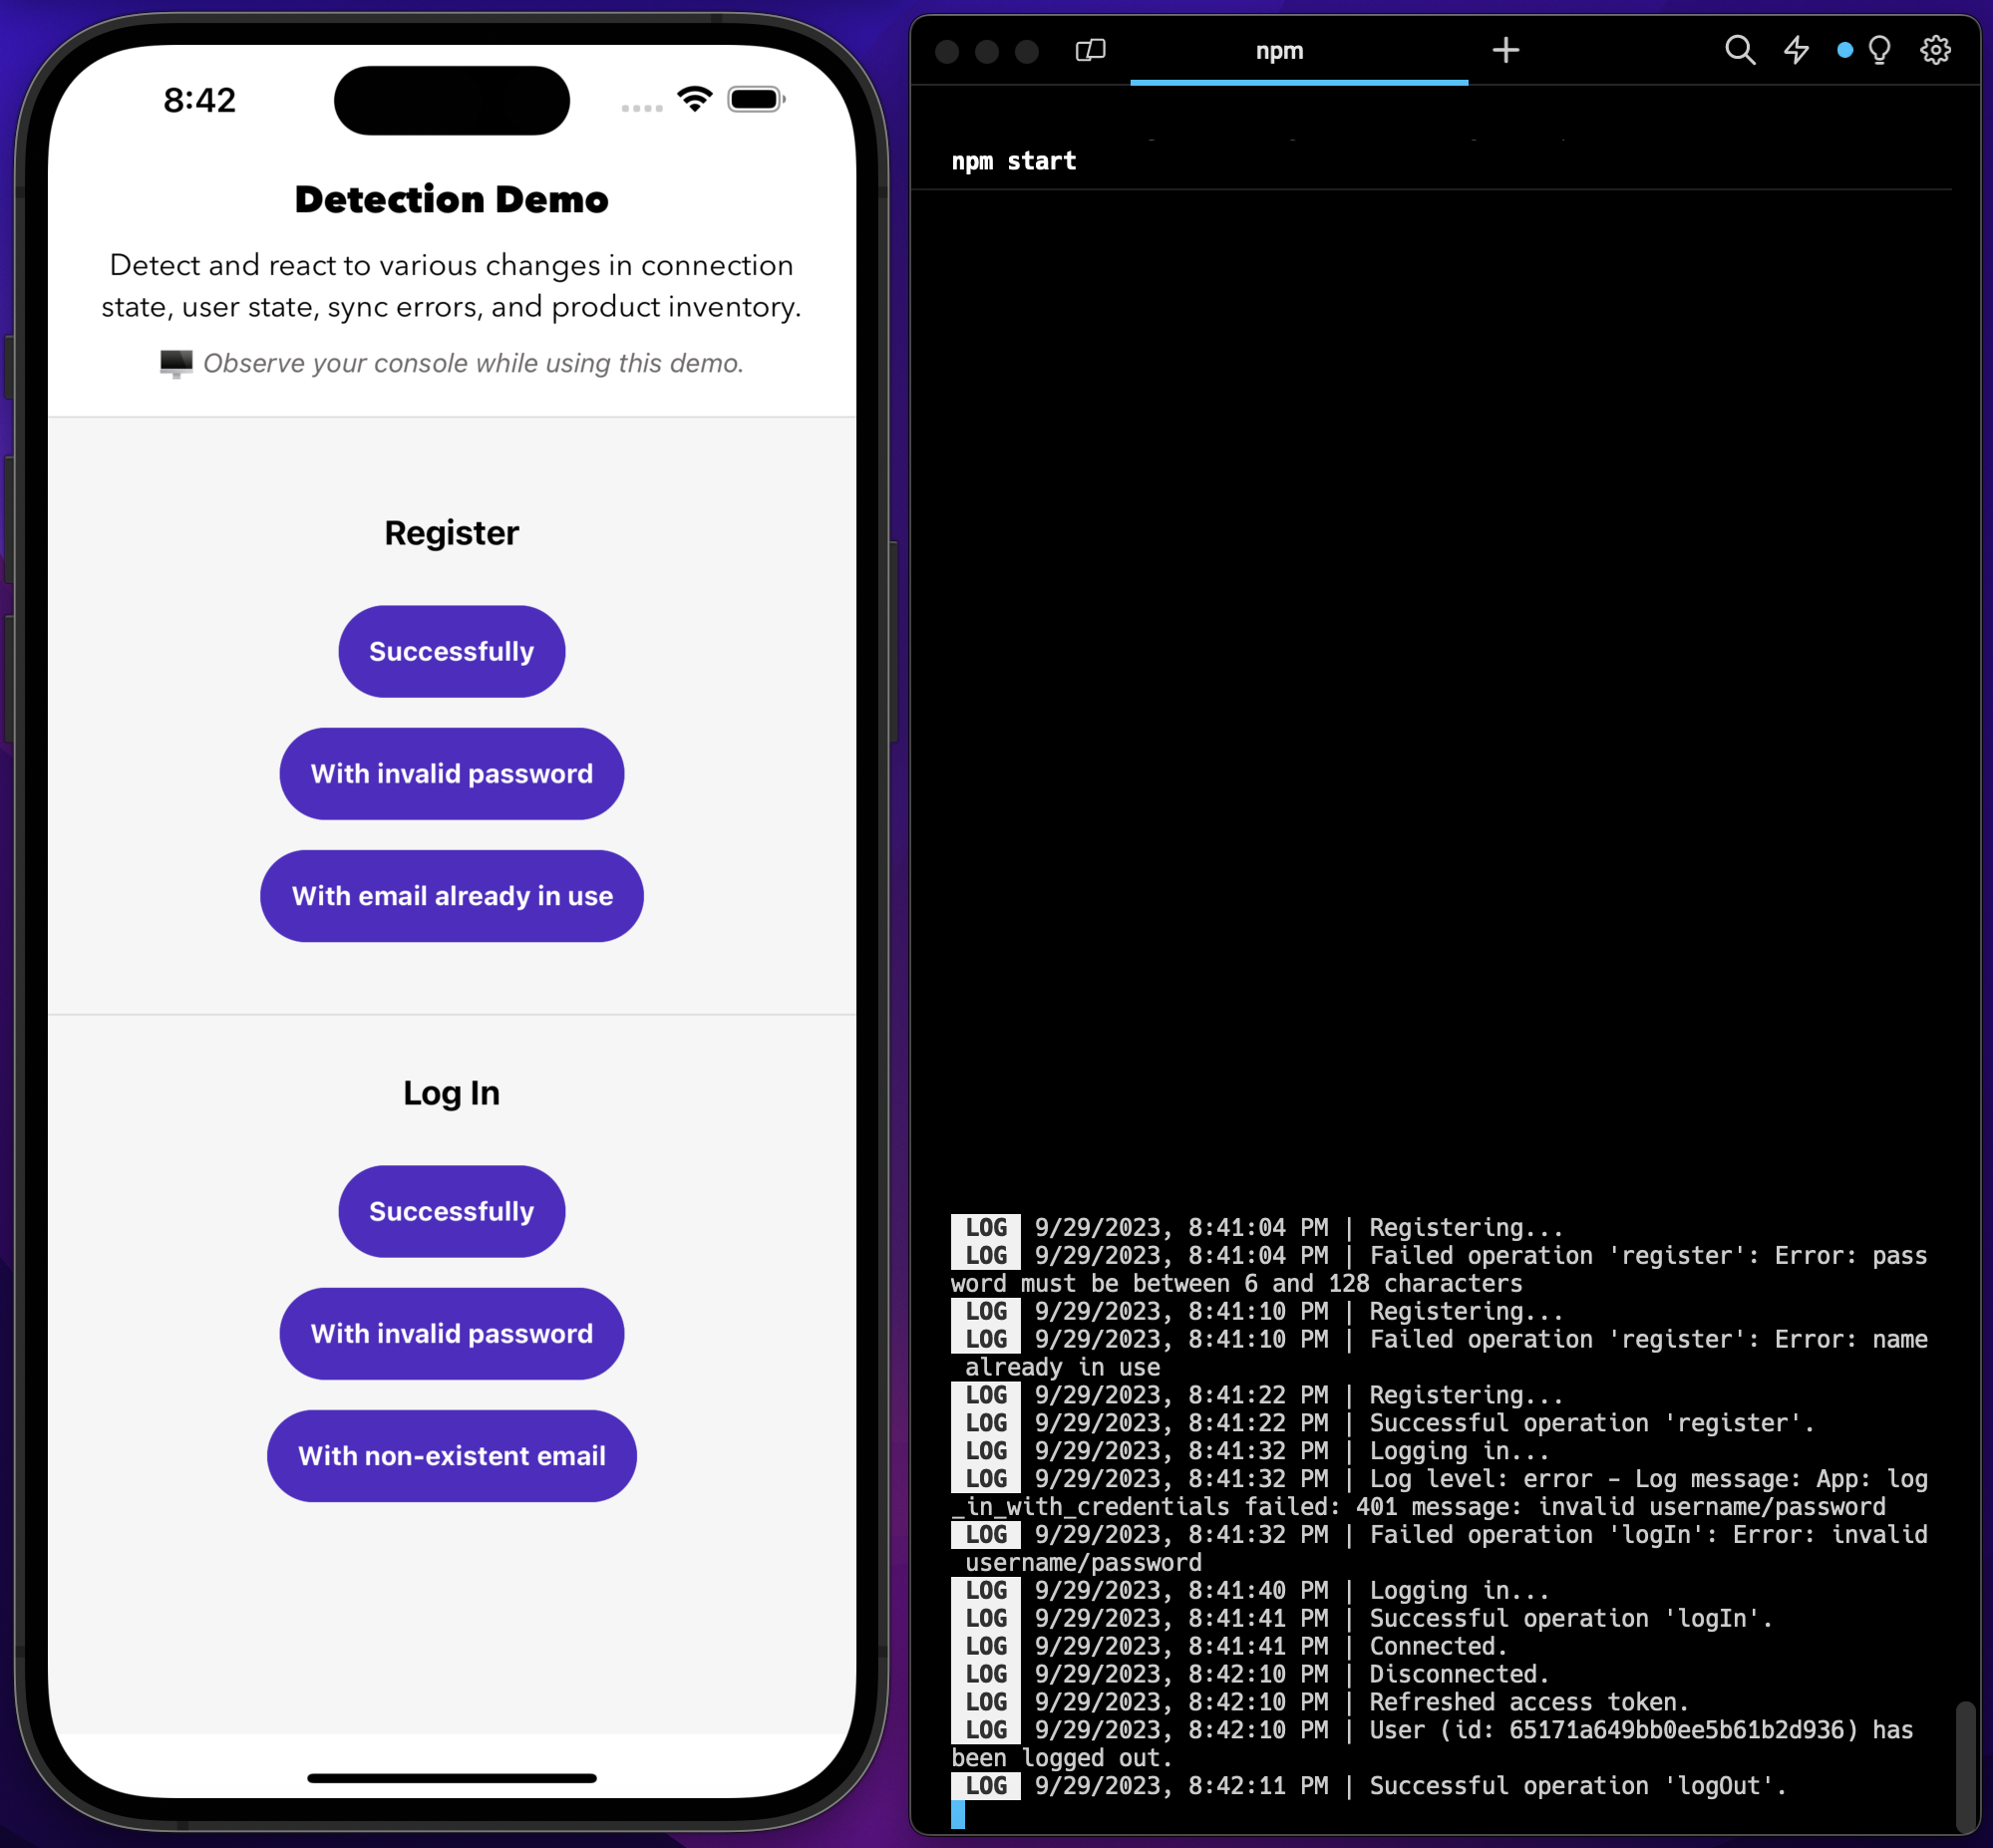 8:42
Detection Demo
Detect and react to various changes in connection
state, user state, sync errors, and product inventory.
Observe your console while using this demo.
Register
Successfully
With invalid password
With email already in use
Log In
Successfully
With invalid password
With non-existent email
npm
npm start
LOG 9/29/2023, 8:41:04 PM | Registering...
LOG 9/29/2023, 8:41:04 PM | Failed operation 'register': Error: pass
word must be between 6 and 128 characters
LOG 9/29/2023, 8:41:10 PM | Registering...
LOG 9/29/2023, 8:41:10 PM | Failed operation 'register': Error: name
already in use
LOG 9/29/2023, 8:41:22 PM | Registering...
LOG 9/29/2023, 8:41:22 PM | Successful operation 'register'.
LOG 9/29/2023, 8:41:32 PM | Logging in...
LOG 9/29/2023, 8:41:32 PM | Log level: error - Log message: App: log
_in_with_credentials failed: 401 message: invalid username/password
LOG 9/29/2023, 8:41:32 PM | Failed operation 'logIn': Error: invalid
username/password
LOG 9/29/2023, 8:41:40 PM | Logging in...
LOG 9/29/2023, 8:41:41 PM | Successful operation 'logIn'.
LOG 9/29/2023, 8:41:41 PM | Connected.
LOG 9/29/2023, 8:42:10 PM | Disconnected.
LOG 9/29/2023, 8:42:10 PM | Refreshed access token.
LOG 9/29/2023, 8:42:10 PM | User (id: 65171a649bb0ee5b61b2d936) has
been logged out.
LOG 9/29/2023, 8:42:11 PM | Successful operation 'logOut'.